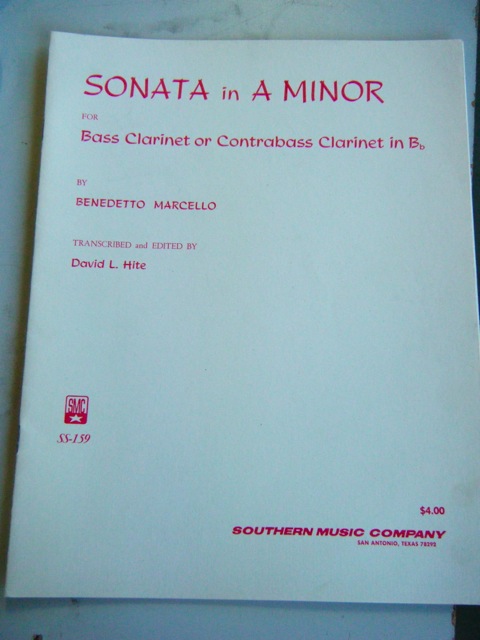 SONATA in A MINOR
FOR
Bass Clarinet or Contrabass Clarinet in B♭
BY
BENEDETTO MARCELLO
TRANSCRIBED and EDITED BY
David L. Hite
SMC
SS-159
$4.00
SOUTHERN MUSIC COMPANY
SAN ANTONIO, TEXAS 78292